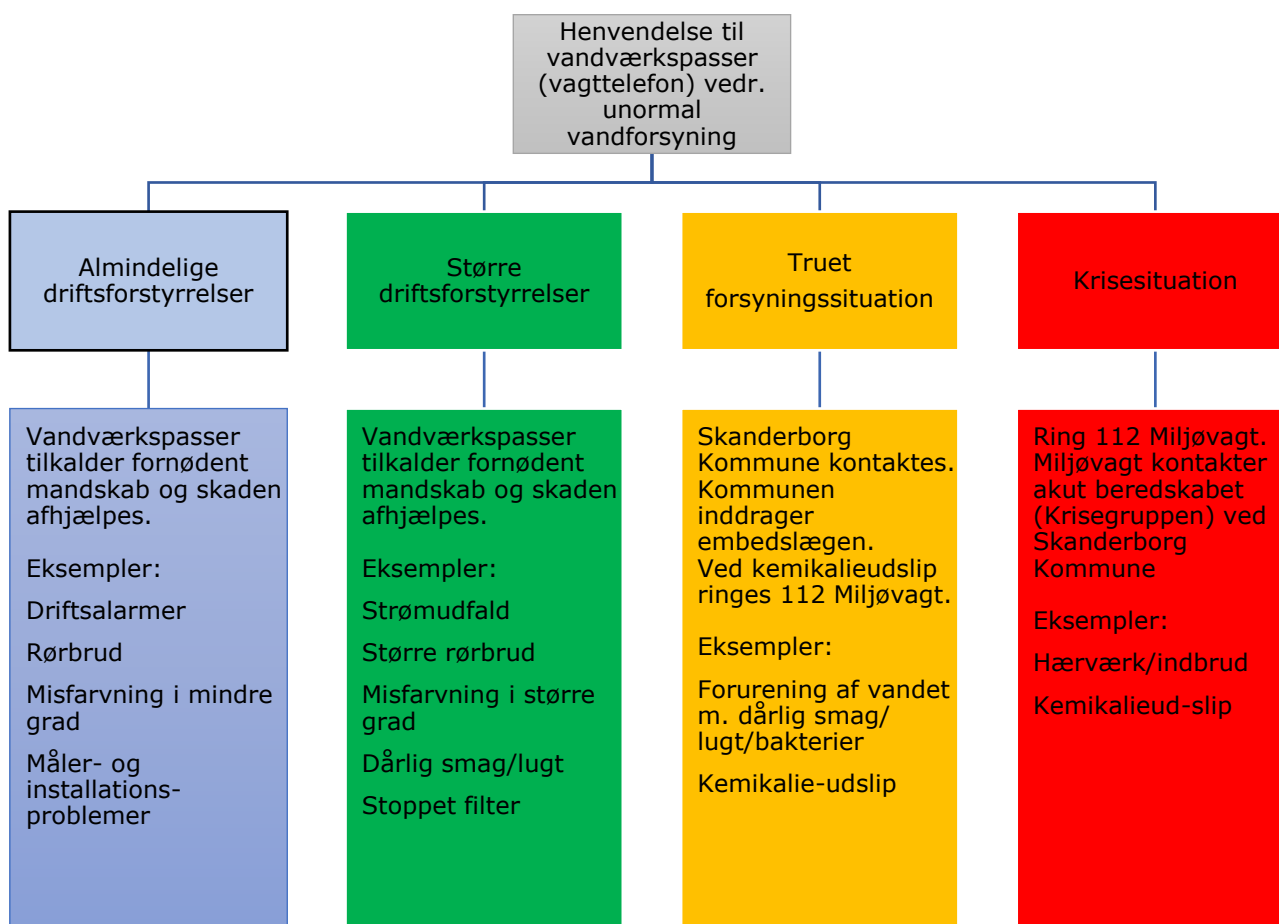 Henvendelse til
vandværkspasser
(vagttelefon) vedr.
unormal
vandforsyning
Almindelige
driftsforstyrrelser
Større
driftsforstyrrelser
Truet
forsyningssituation
Krisesituation
Vandværkspasser
tilkalder fornødent
mandskab og skaden
afhjælpes.
Eksempler:
Driftsalarmer
Rørbrud
Misfarvning i mindre
grad
Måler- og
installations-
problemer
Vandværkspasser
tilkalder fornødent
mandskab og skaden
afhjælpes.
Eksempler:
Strømudfald
Større rørbrud
Misfarvning i større
grad
Dårlig smag/lugt
Stoppet filter
Skanderborg
Kommune kontaktes.
Kommunen
inddrager
embedslægen.
Ved kemikalieudslip
ringes 112 Miljøvagt.
Eksempler:
Forurening af vandet
m. dårlig smag/
lugt/bakterier
Kemikalie-udslip
Ring 112 Miljøvagt.
Miljøvagt kontakter
akut beredskabet
(Krisegruppen) ved
Skanderborg
Kommune
Eksempler:
Hærværk/indbrud
Kemikalieud-slip